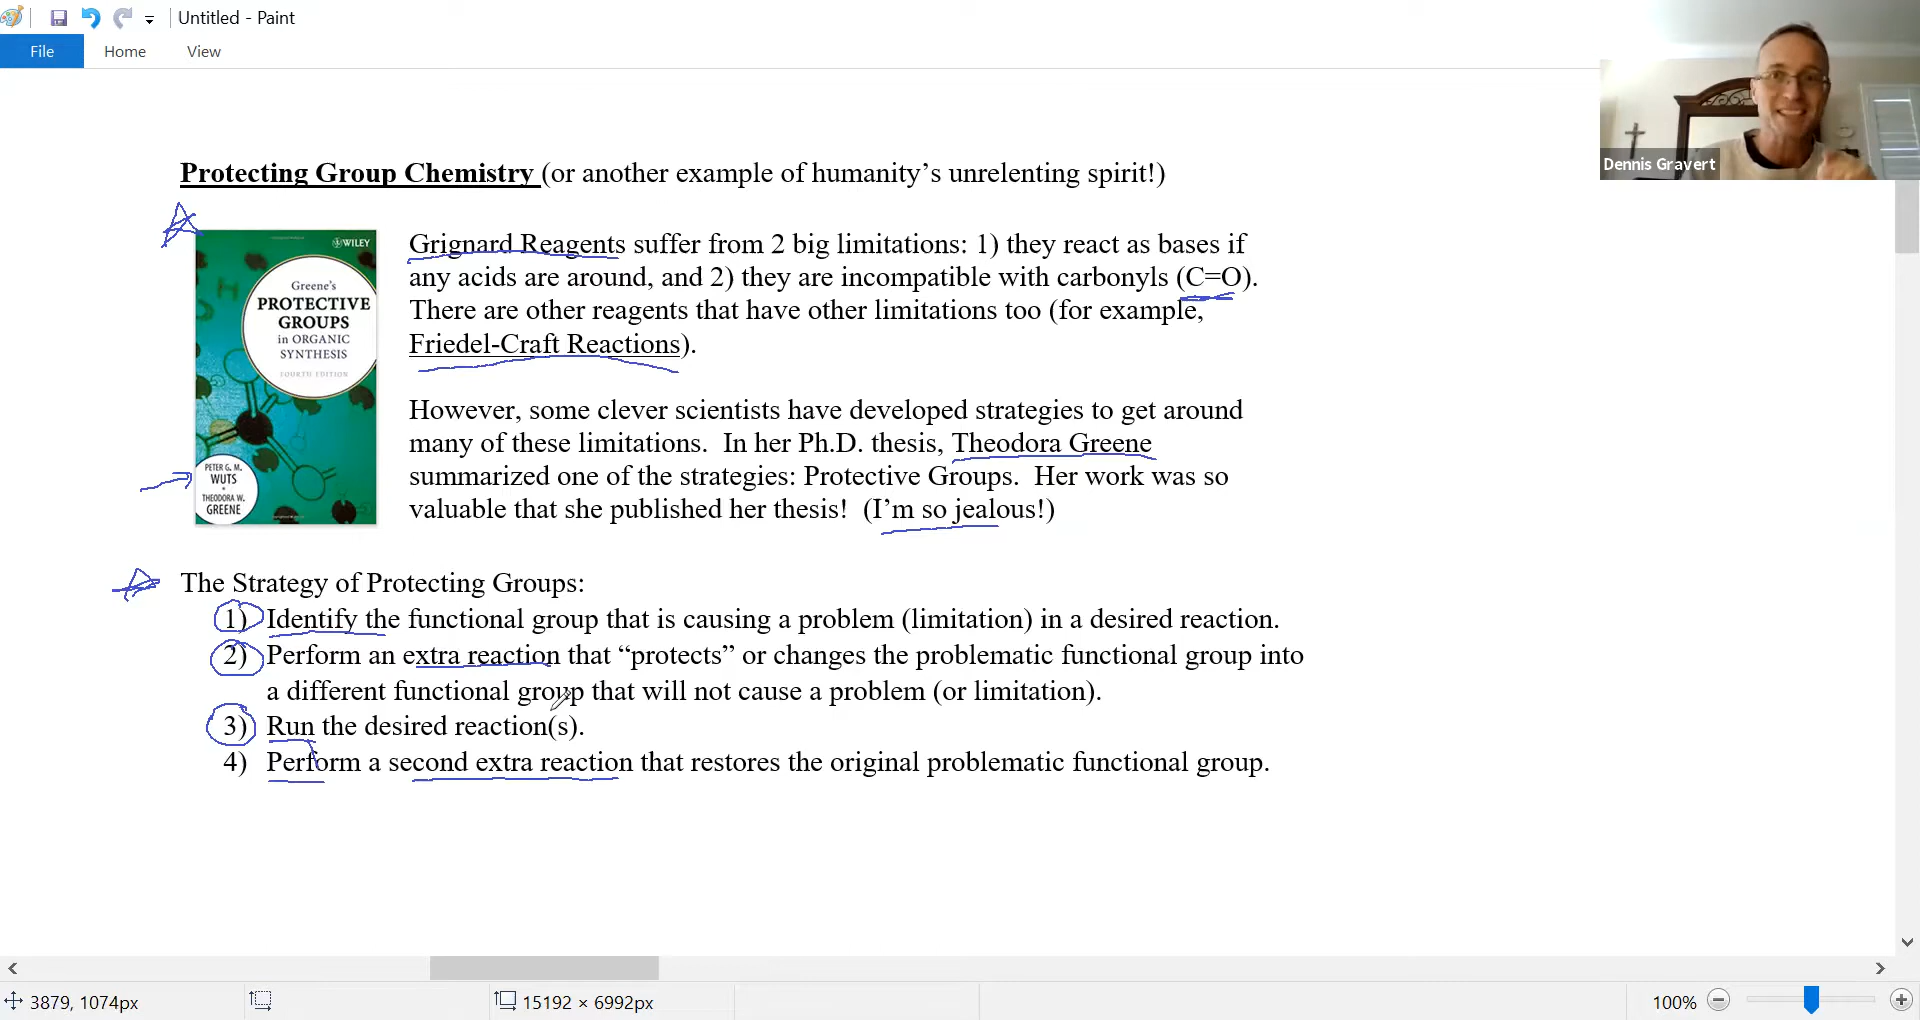 Untitled - Paint
File Home View
Dennis Gravert
Protecting Group Chemistry (or another example of humanity’s unrelenting spirit!)
WILEY
Greene's
PROTECTIVE
GROUPS
in ORGANIC
SYNTHESIS
FOURTH EDITION
PETER G. M.
WUTS
THEODORA W.
GREENE
Grignard Reagents suffer from 2 big limitations: 1) they react as bases if
any acids are around, and 2) they are incompatible with carbonyls (C=O).
There are other reagents that have other limitations too (for example,
Friedel-Craft Reactions).
However, some clever scientists have developed strategies to get around
many of these limitations.  In her Ph.D. thesis, Theodora Greene
summarized one of the strategies: Protective Groups.  Her work was so
valuable that she published her thesis!  (I’m so jealous!)
The Strategy of Protecting Groups:
1) Identify the functional group that is causing a problem (limitation) in a desired reaction.
2) Perform an extra reaction that “protects” or changes the problematic functional group into
a different functional group that will not cause a problem (or limitation).
3) Run the desired reaction(s).
4) Perform a second extra reaction that restores the original problematic functional group.
3879, 1074px 15192 × 6992px 100%